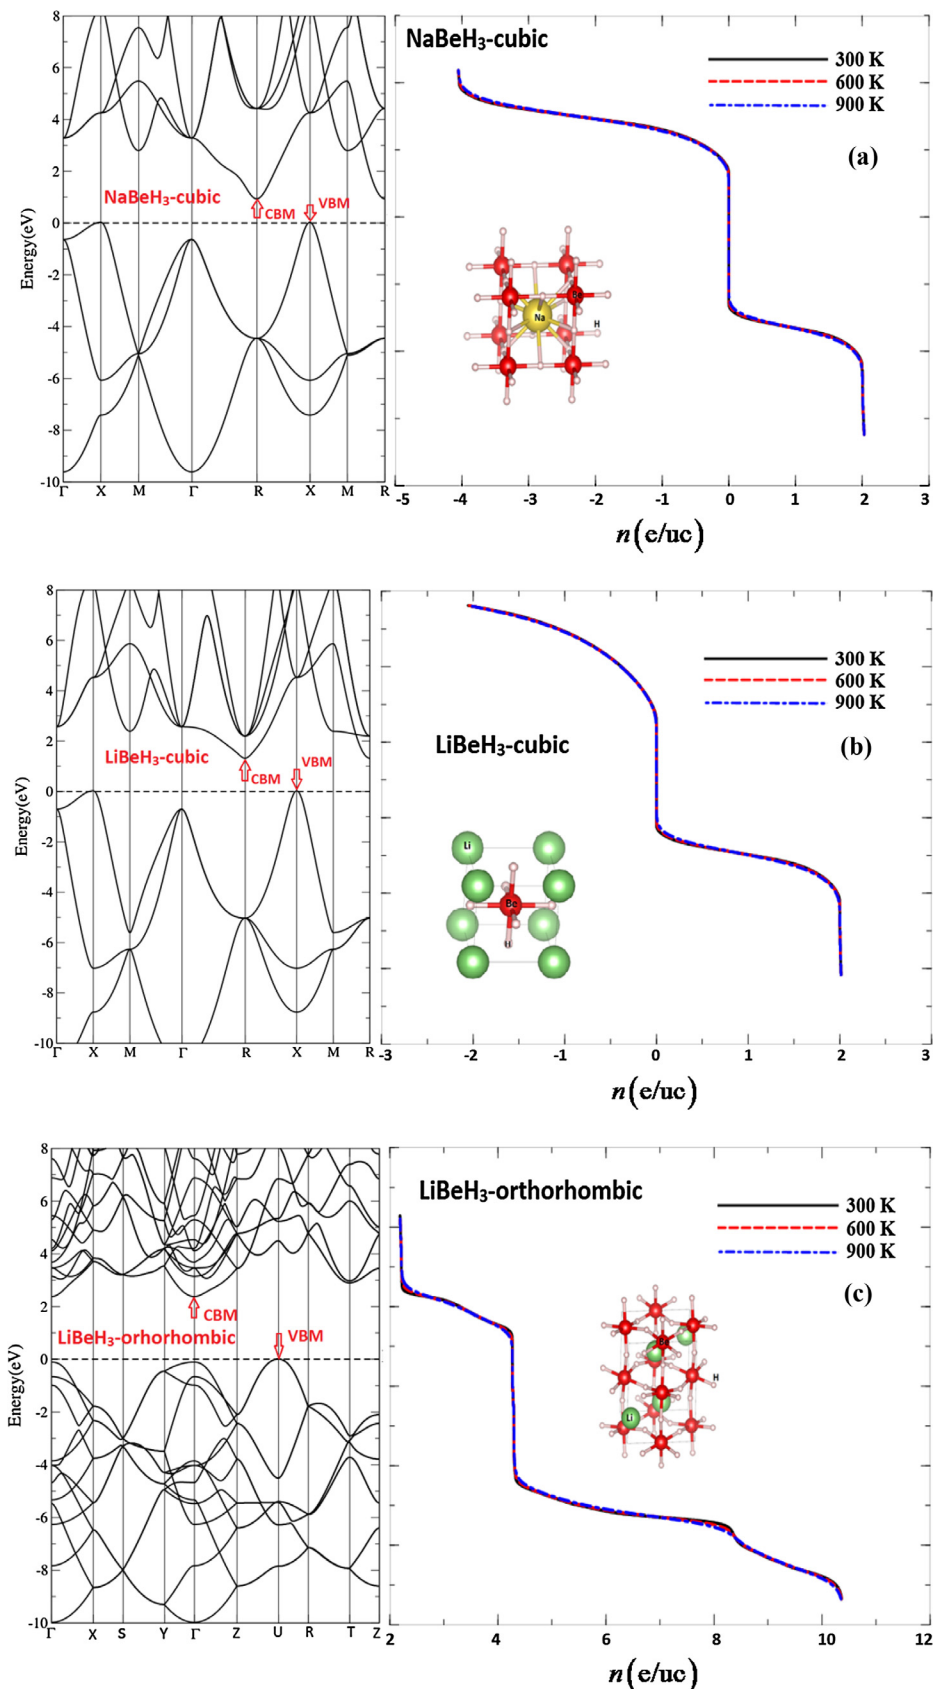 8
6
4
2
0
-2
-4
-6
-8
-10
Energy(eV)
NaBeH₃-cubic
CBM
VBM
Γ X M Γ R X M R
NaBeH₃-cubic
300 K
600 K
900 K
(a)
Na
Be
H
-5 -4 -3 -2 -1 0 1 2 3
n(e/uc)
8
6
4
2
0
-2
-4
-6
-8
-10
Energy(eV)
LiBeH₃-cubic
CBM
VBM
Γ X M Γ R X M R
300 K
600 K
900 K
LiBeH₃-cubic
(b)
Li
Be
H
-3 -2 -1 0 1 2 3
n(e/uc)
8
6
4
2
0
-2
-4
-6
-8
-10
Energy(eV)
CBM
LiBeH₃-orhorhombic
VBM
Γ X S Y Γ Z U R T Z
LiBeH₃-orthorhombic
300 K
600 K
900 K
(c)
Be
H
Li
2 4 6 8 10 12
n(e/uc)